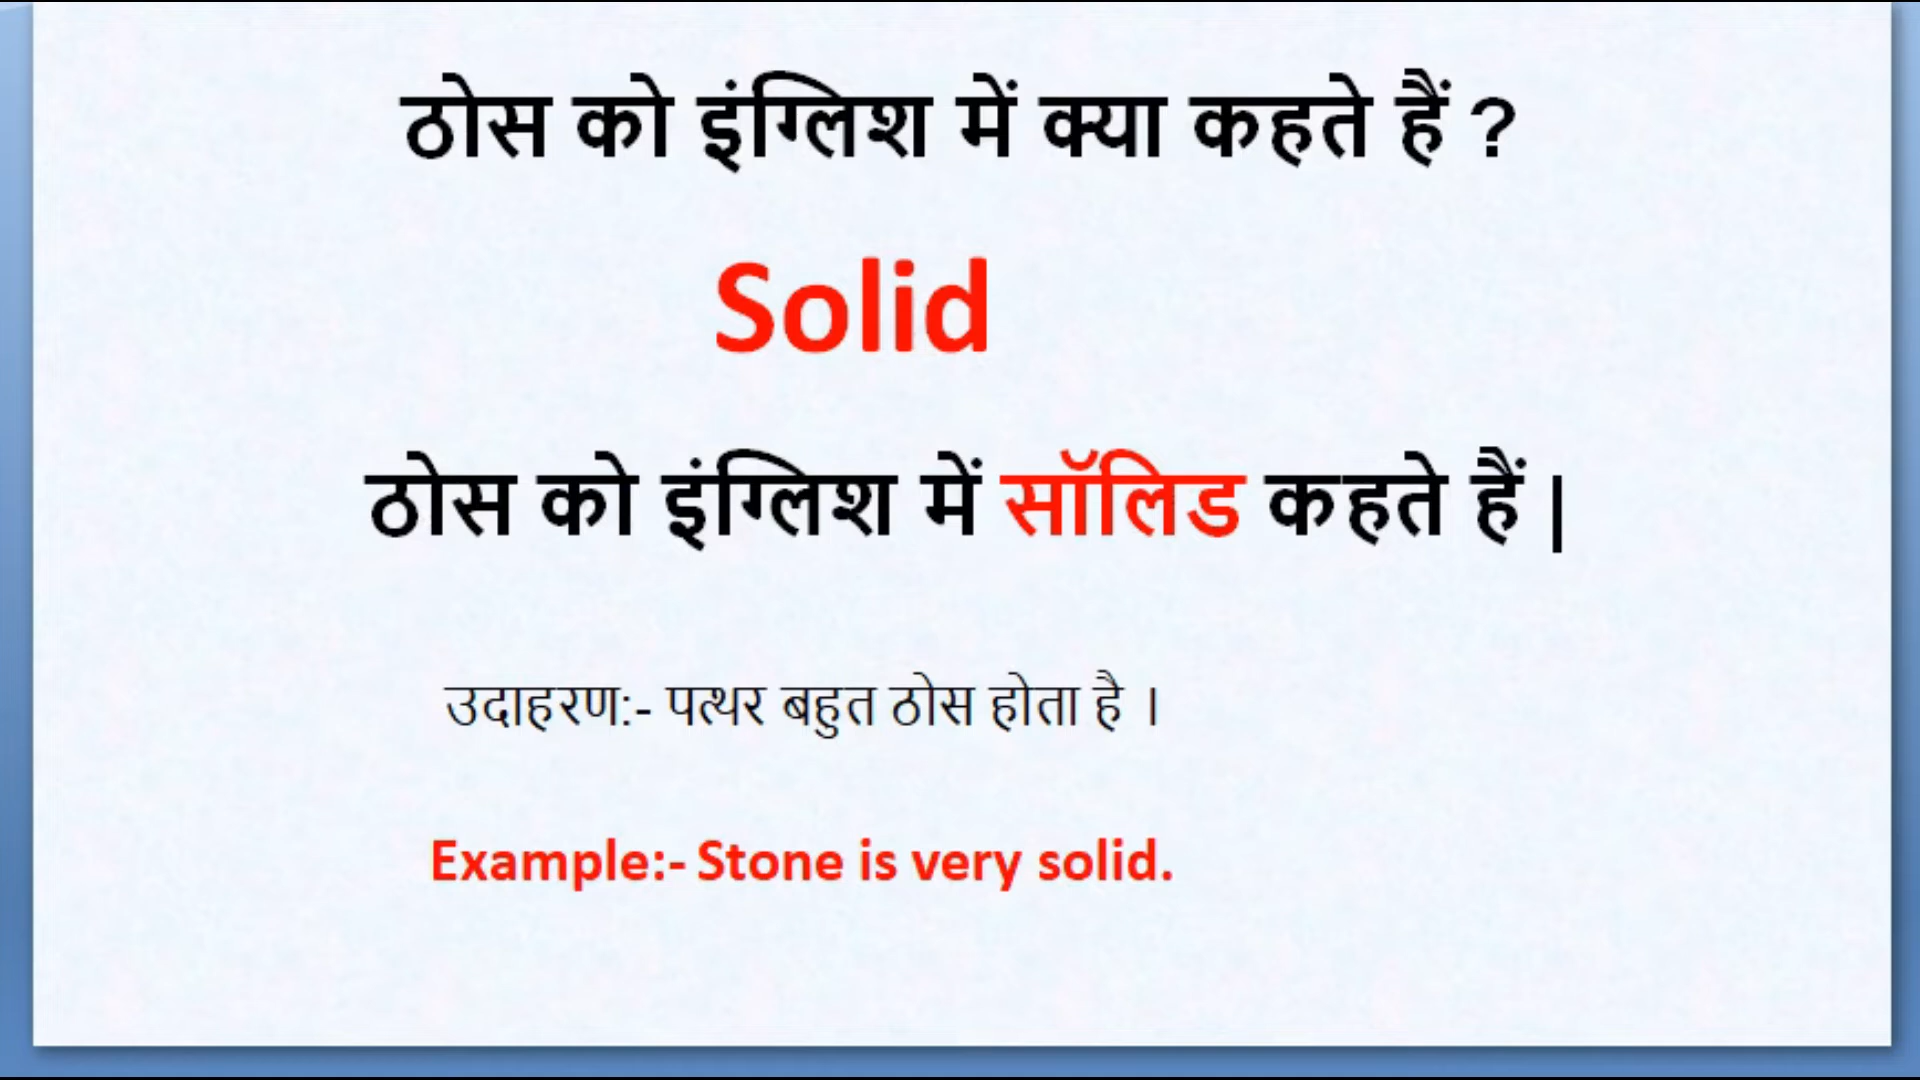 ठोस को इंग्लिश में क्या कहते हैं ?
Solid
ठोस को इंग्लिश में सॉलिड कहते हैं |
उदाहरण:- पत्थर बहुत ठोस होता है ।
Example:- Stone is very solid.